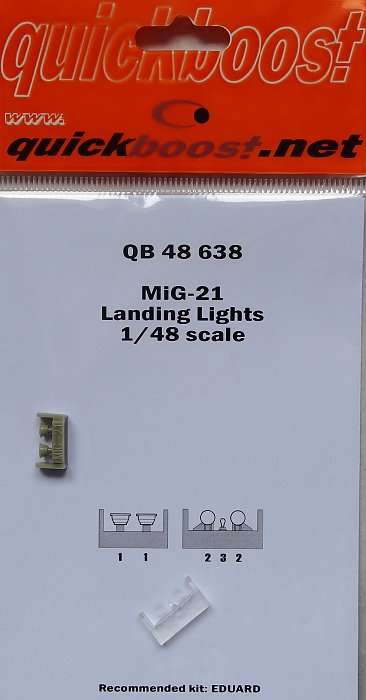 quickboost
www.
quickboost.net
QB 48 638
MiG-21
Landing Lights
1/48 scale
1 1 2 3 2
Recommended kit: EDUARD